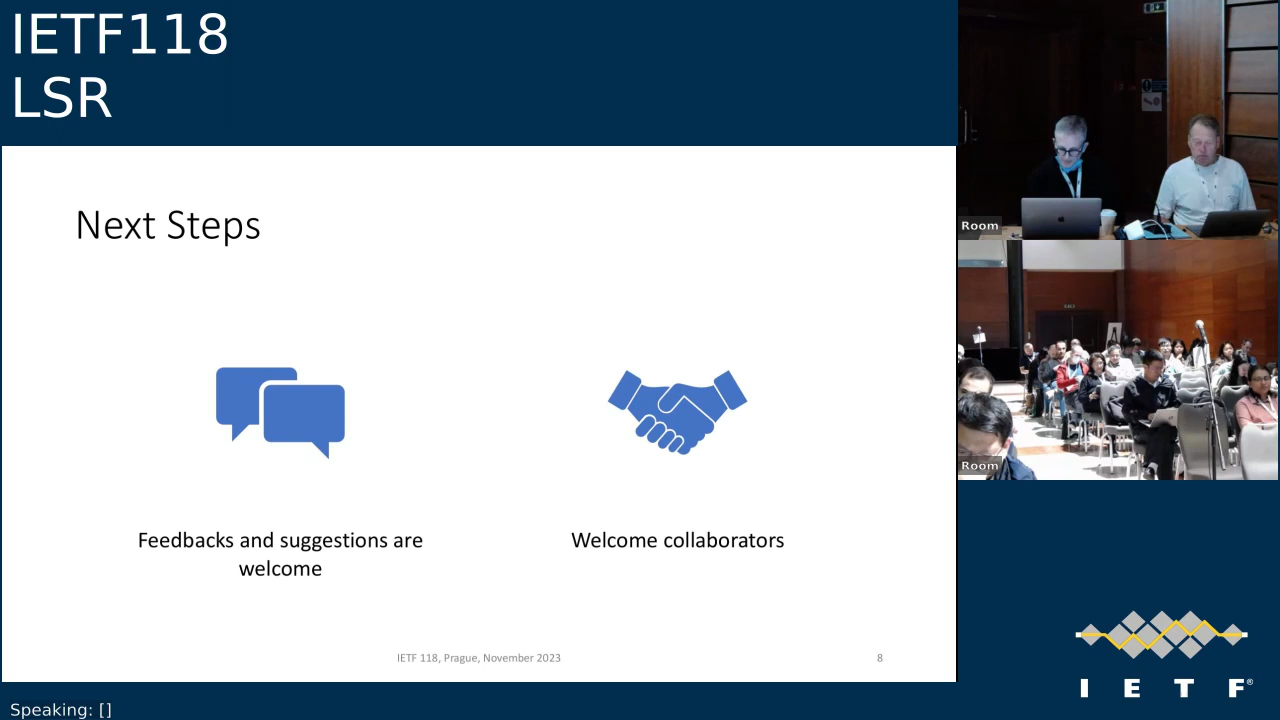 IETF118
LSR
Next Steps
Feedbacks and suggestions are
welcome
Welcome collaborators
IETF 118, Prague, November 2023
8
Room
Room
I E T F®
Speaking: []